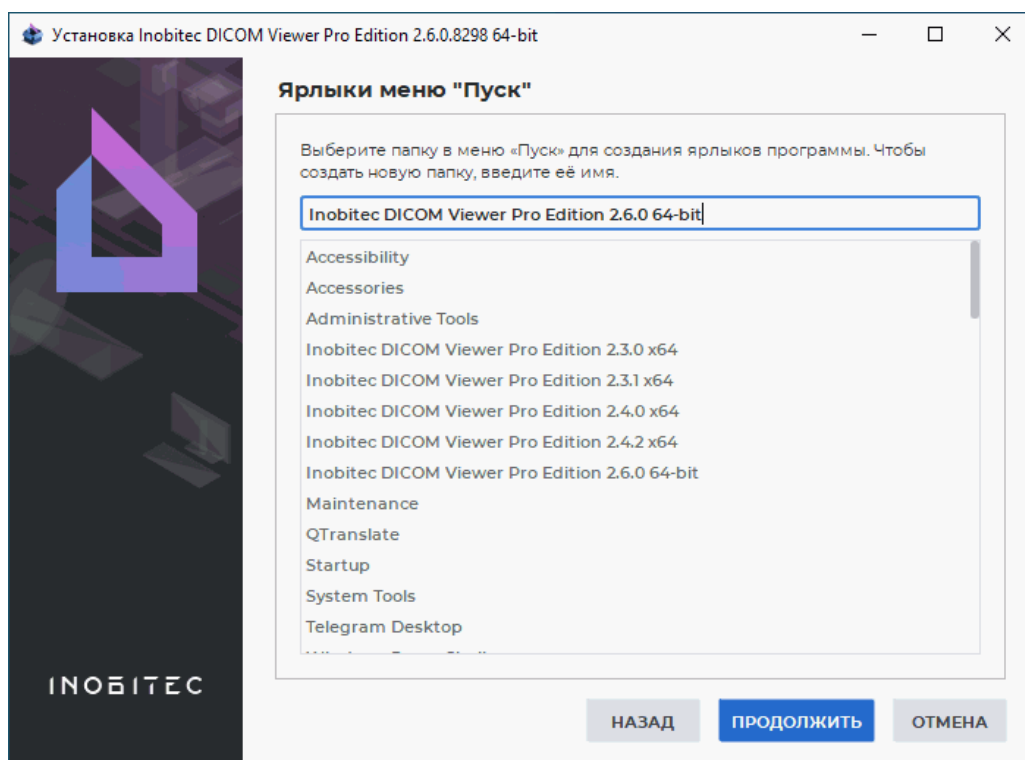 Установка Inobitec DICOM Viewer Pro Edition 2.6.0.8298 64-bit
Ярлыки меню "Пуск"
Выберите папку в меню «Пуск» для создания ярлыков программы. Чтобы
создать новую папку, введите её имя.
Inobitec DICOM Viewer Pro Edition 2.6.0 64-bit
Accessibility
Accessories
Administrative Tools
Inobitec DICOM Viewer Pro Edition 2.3.0 x64
Inobitec DICOM Viewer Pro Edition 2.3.1 x64
Inobitec DICOM Viewer Pro Edition 2.4.0 x64
Inobitec DICOM Viewer Pro Edition 2.4.2 x64
Inobitec DICOM Viewer Pro Edition 2.6.0 64-bit
Maintenance
QTranslate
Startup
System Tools
Telegram Desktop
INOBITEC
НАЗАД ПРОДОЛЖИТЬ ОТМЕНА